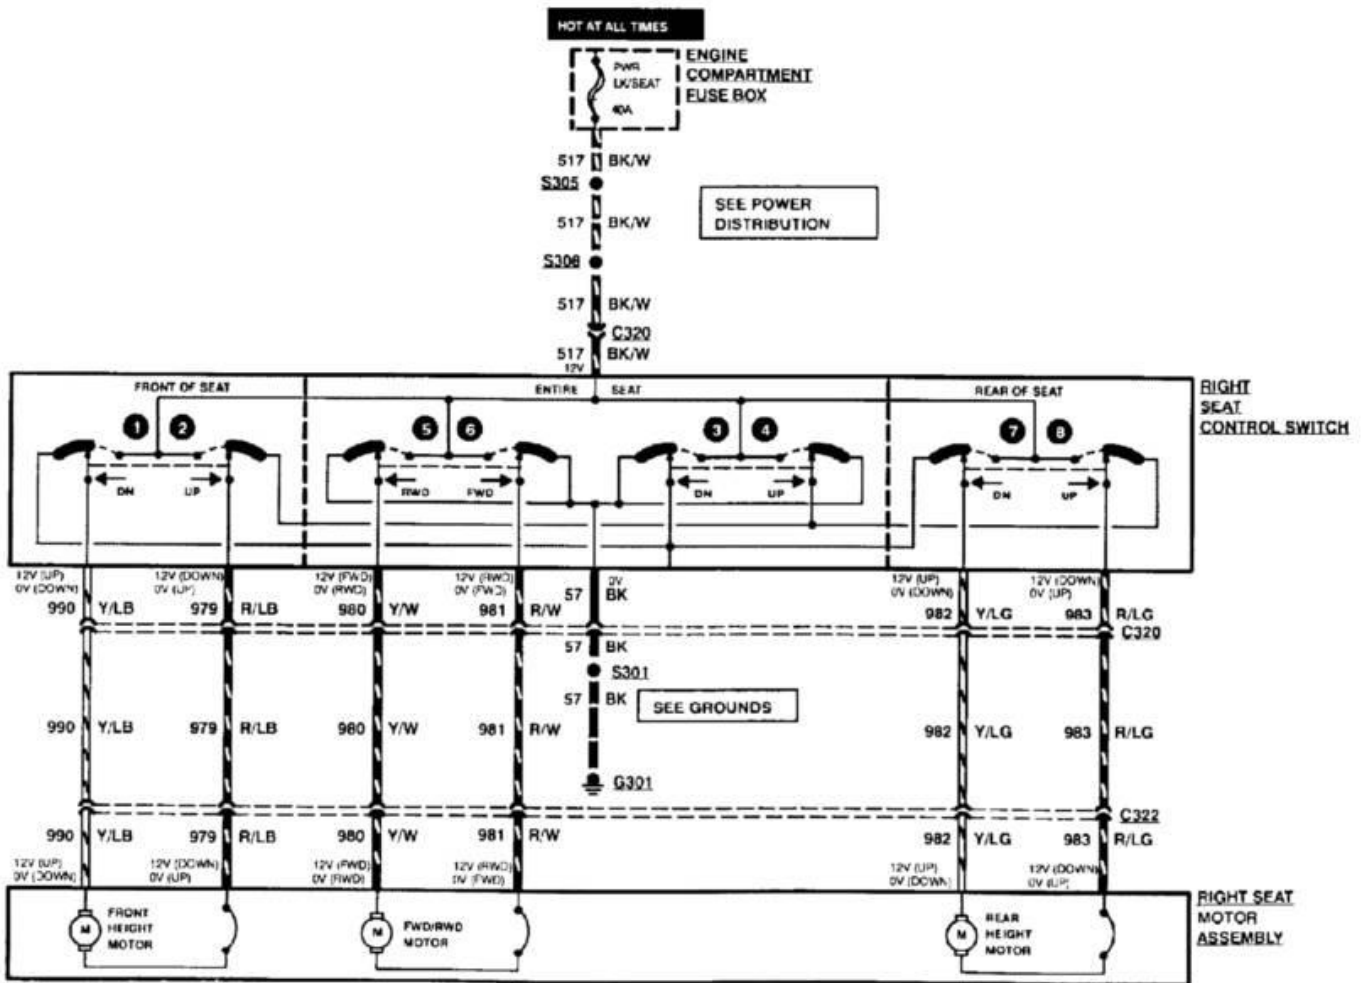 HOT AT ALL TIMES
PWR
LK/SEAT
40A
ENGINE
COMPARTMENT
FUSE BOX
517 BK/W
S305
517 BK/W
SEE POWER
DISTRIBUTION
S306
517 BK/W
C320
517 BK/W
12V
FRONT OF SEAT
ENTIRE SEAT
REAR OF SEAT
RIGHT
SEAT
CONTROL SWITCH
1 2 5 6 3 4 7 8
DN UP RWD FWD DN UP DN UP
12V (UP) 12V (DOWN) 12V (FWD) 12V (RWD) 0V 12V (UP) 12V (DOWN)
0V (DOWN) 0V (UP) 0V (RWD) 0V (FWD) 57 BK 0V (DOWN) 0V (UP)
990 Y/LB 979 R/LB 980 Y/W 981 R/W 982 Y/LG 983 R/LG
C320
57 BK
S301
57 BK
SEE GROUNDS
990 Y/LB 979 R/LB 980 Y/W 981 R/W 982 Y/LG 983 R/LG
G301
C322
990 Y/LB 979 R/LB 980 Y/W 981 R/W 982 Y/LG 983 R/LG
12V (UP) 12V (DOWN) 12V (FWD) 12V (RWD) 12V (UP) 12V (DOWN)
0V (DOWN) 0V (UP) 0V (RWD) 0V (FWD) 0V (DOWN) 0V (UP)
RIGHT SEAT
MOTOR
ASSEMBLY
M
FRONT
HEIGHT
MOTOR
M
FWD/RWD
MOTOR
M
REAR
HEIGHT
MOTOR